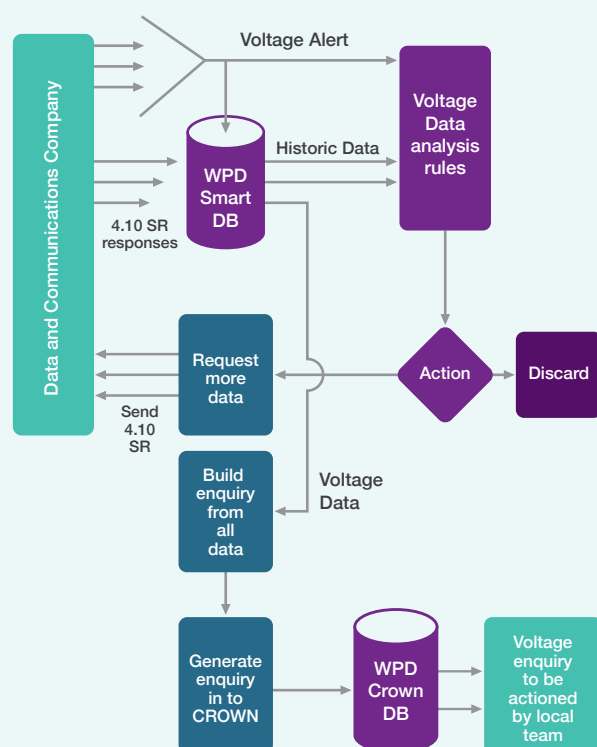 Data and Communications Company
Voltage Alert
Voltage
Data
analysis
rules
WPD
Smart
DB
Historic Data
4.10 SR
responses
Request
more
data
Action
Discard
Send
4.10
SR
Build
enquiry
from
all
data
Voltage
Data
Generate
enquiry
in to
CROWN
WPD
Crown
DB
Voltage
enquiry
to be
actioned
by local
team